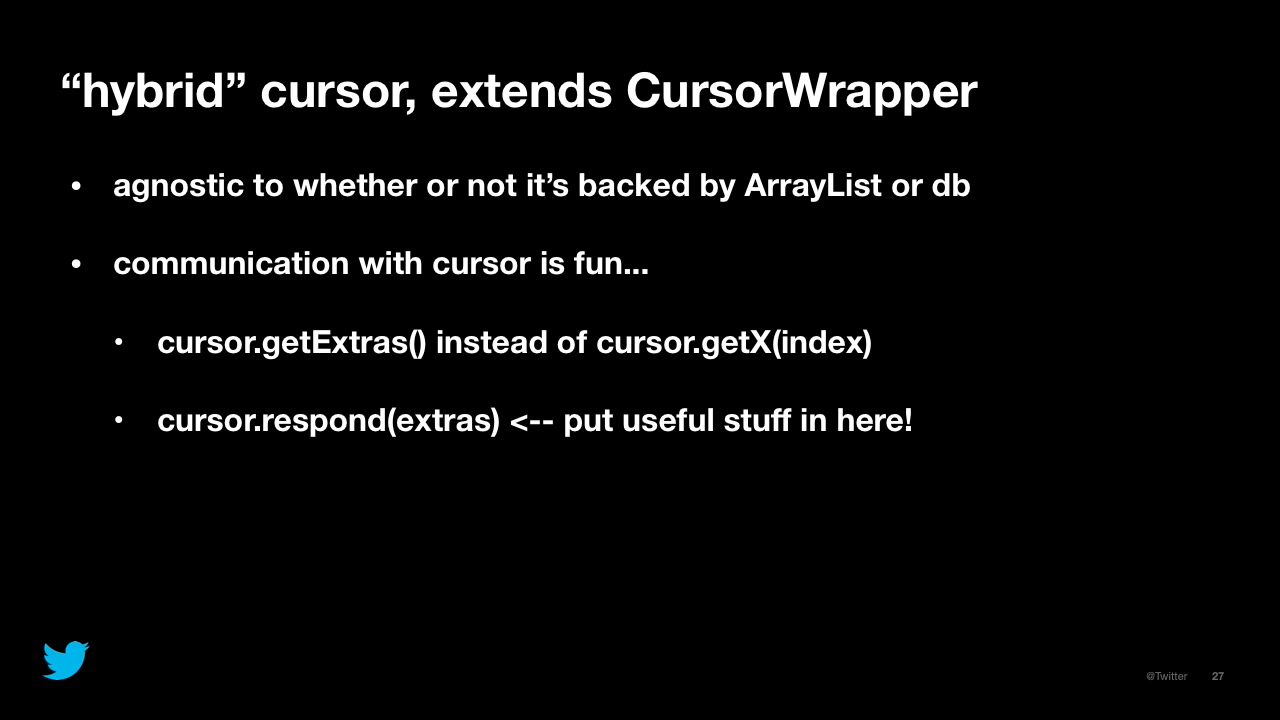 “hybrid” cursor, extends CursorWrapper
• agnostic to whether or not it’s backed by ArrayList or db
• communication with cursor is fun...
• cursor.getExtras() instead of cursor.getX(index)
• cursor.respond(extras) <-- put useful stuff in here!
@Twitter 27